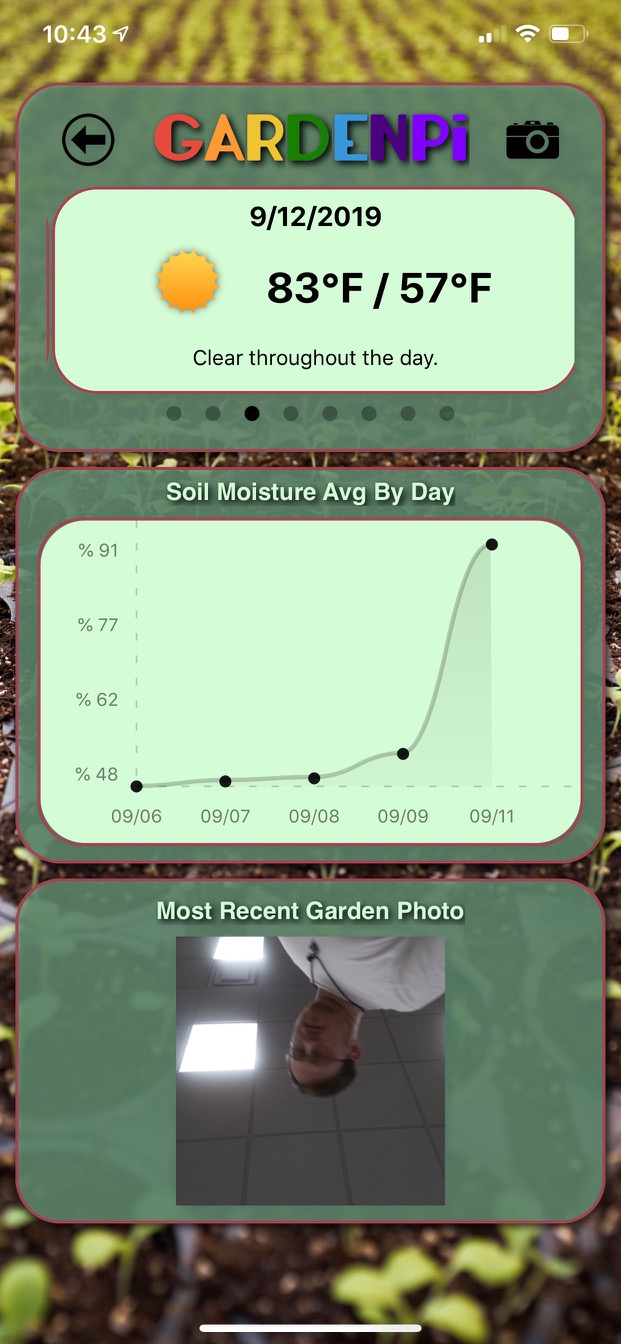 10:43
GARDENPi
9/12/2019
83°F / 57°F
Clear throughout the day.
Soil Moisture Avg By Day
% 91
% 77
% 62
% 48
09/06 09/07 09/08 09/09 09/11
Most Recent Garden Photo